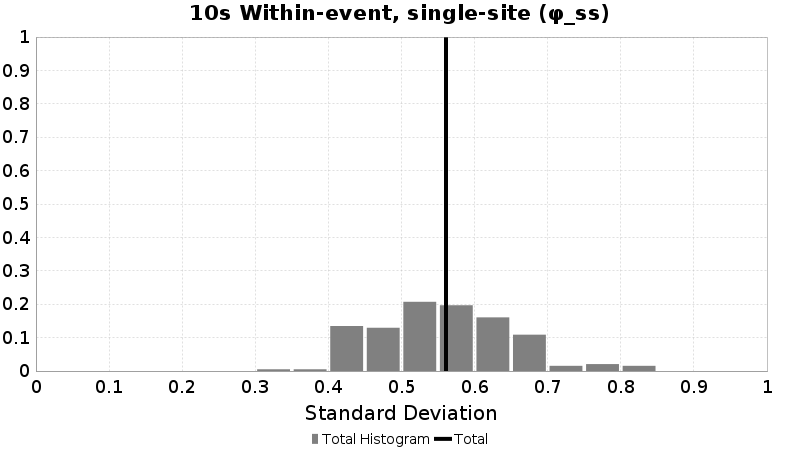 10s Within-event, single-site (φ_ss)
1
0.9
0.8
0.7
0.6
0.5
0.4
0.3
0.2
0.1
0
0 0.1 0.2 0.3 0.4 0.5 0.6 0.7 0.8 0.9 1
Standard Deviation
Total Histogram Total